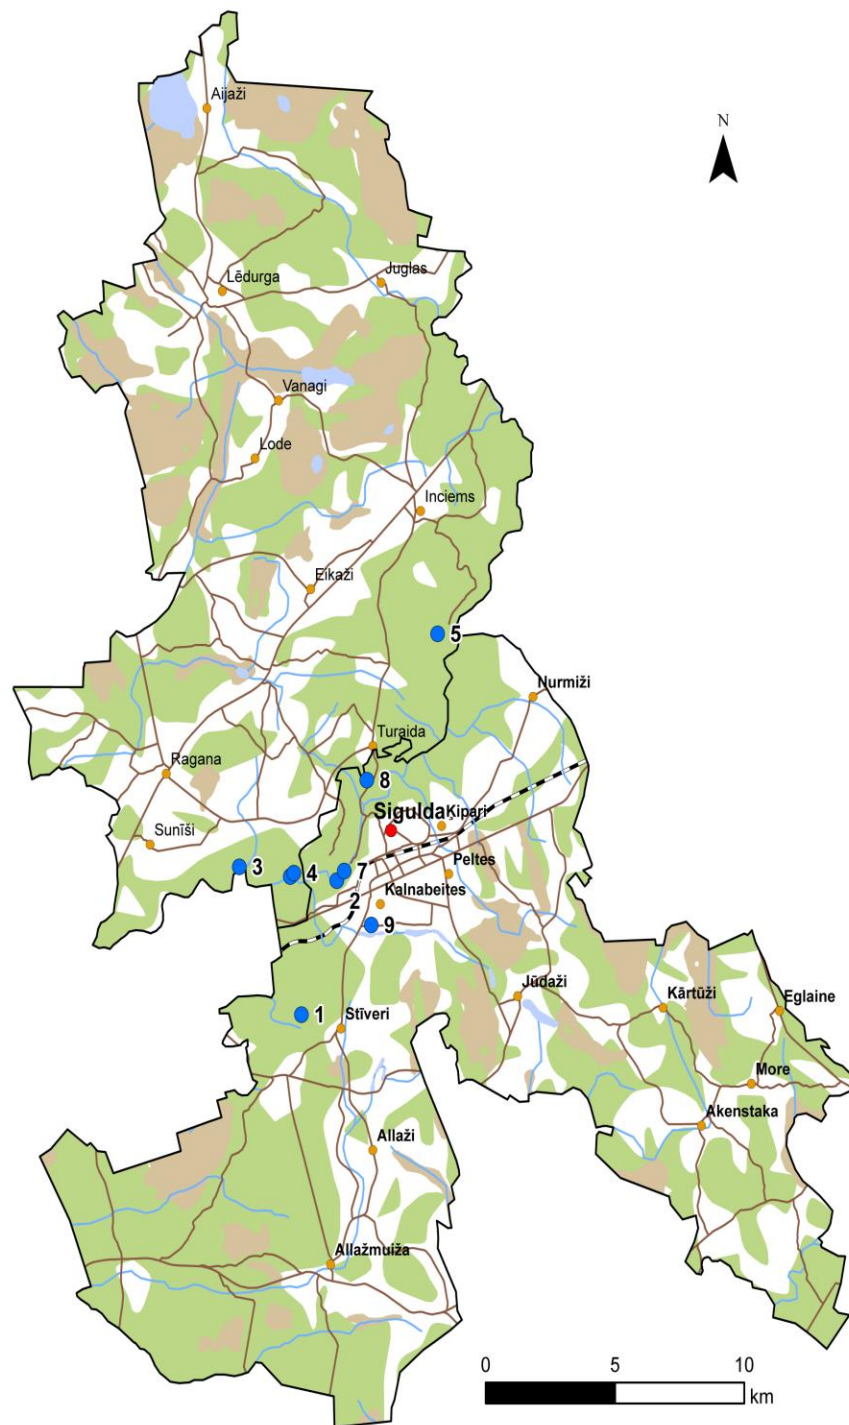 N
Aijaži
Lēdurga
Juglas
Vanagi
Lode
Inciems
Eikaži
5
Nurmiži
Turaida
Ragana
8
Sigulda
Ķipari
Sunīši
3
4
7
Peltes
2
Kalnabeites
9
Jūdaži
Kārtūži
Eglaine
1
Stīveri
More
Akenstaka
Allaži
Allažmuiža
0 5 10
km